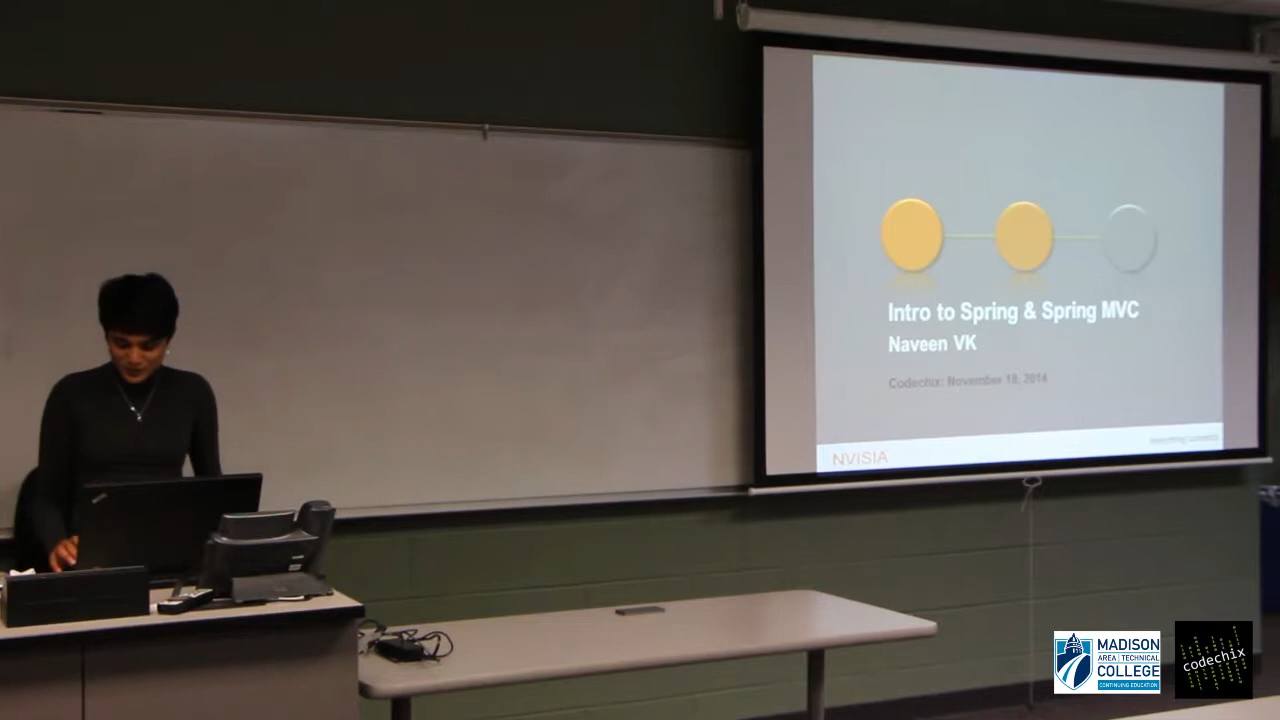 Intro to Spring & Spring MVC
Naveen VK
Codechix: November 18, 2014
NVISIA
MADISON
AREA TECHNICAL
COLLEGE
CONTINUING EDUCATION
codechix